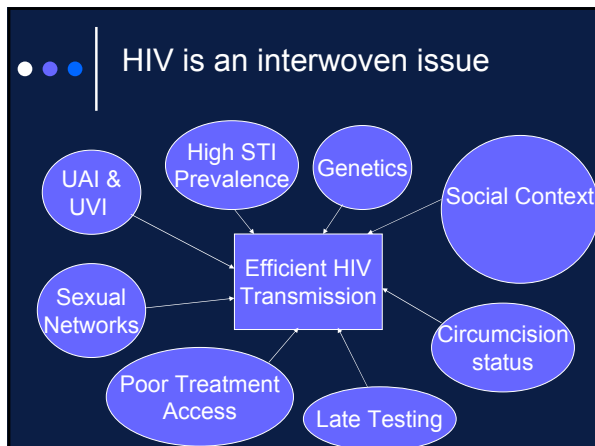 HIV is an interwoven issue
High STI
Prevalence
Genetics
UAI &
UVI
Social Context
Efficient HIV
Transmission
Sexual
Networks
Circumcision
status
Poor Treatment
Access
Late Testing